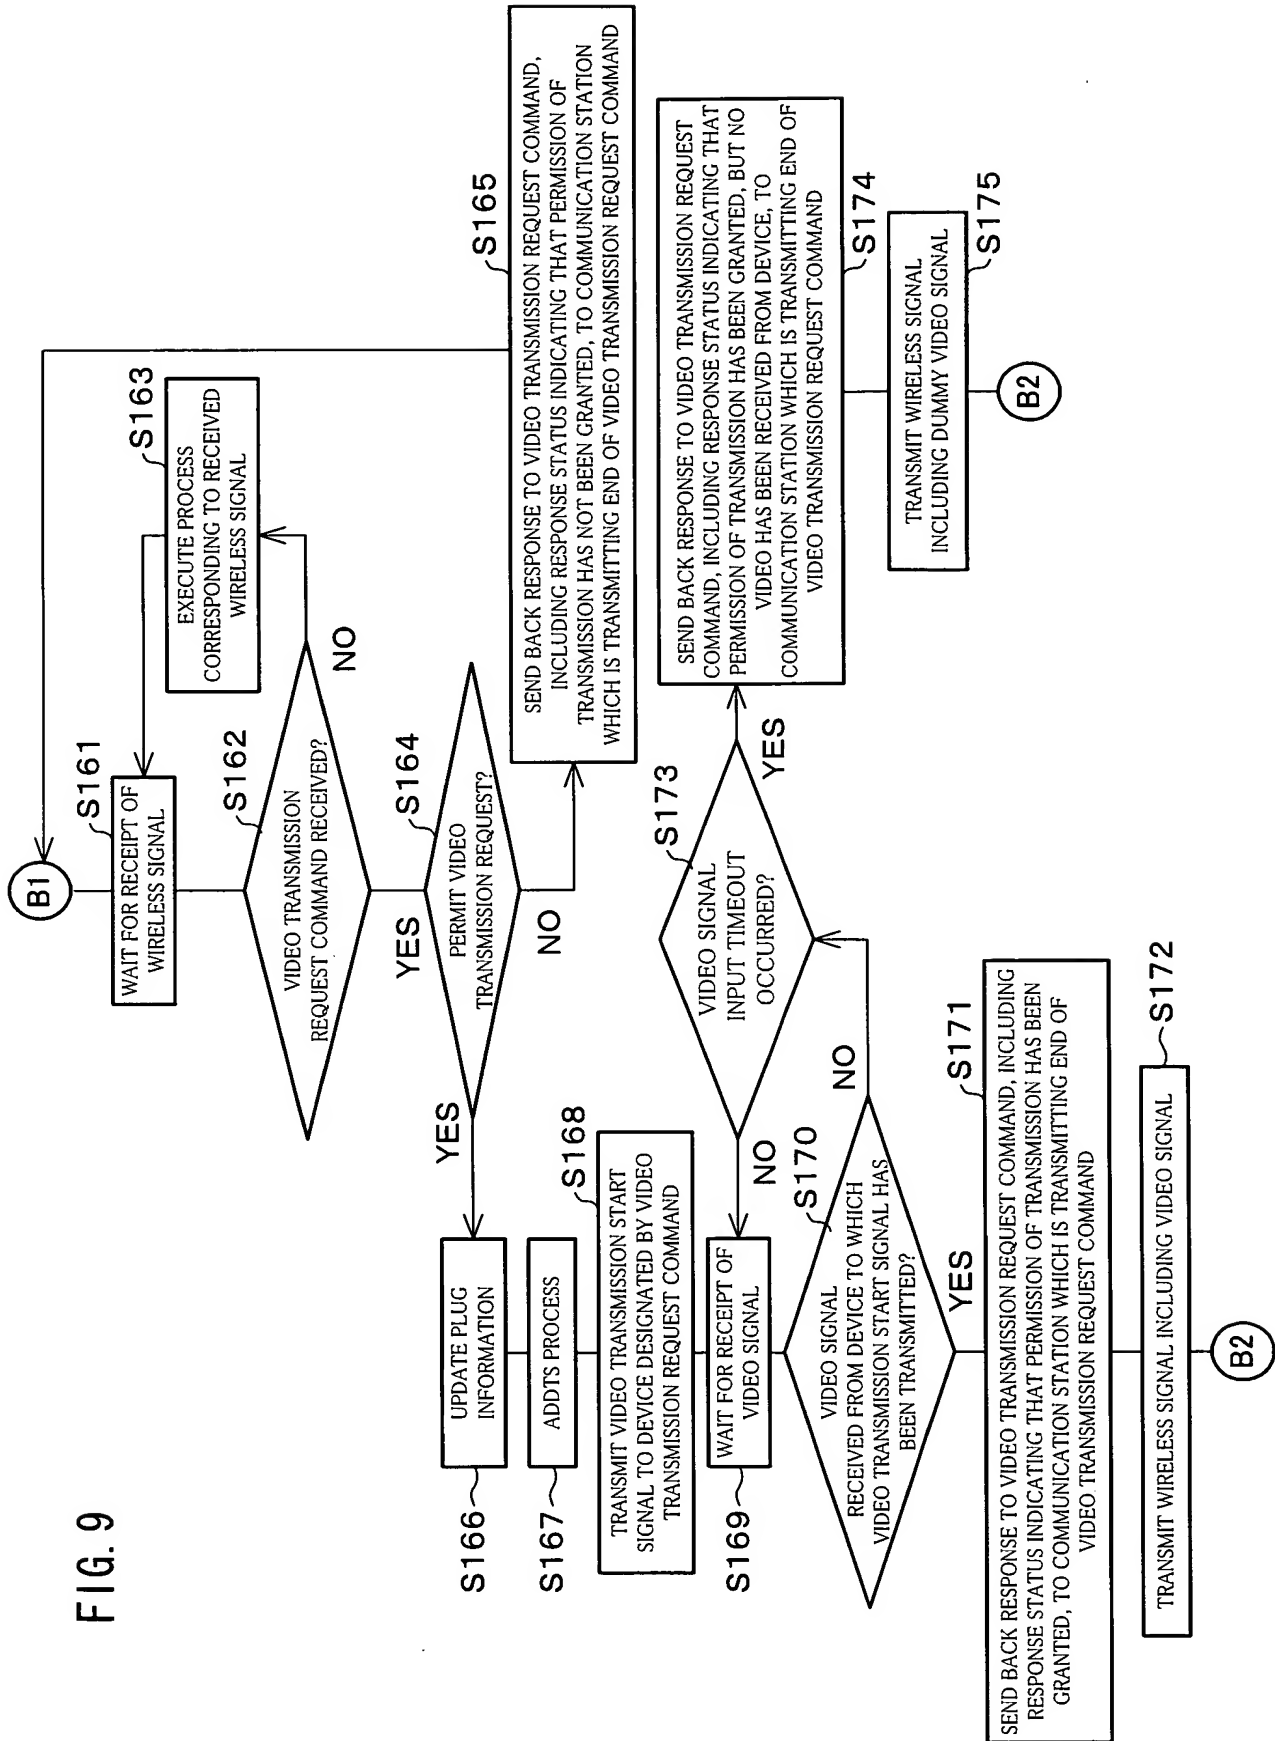 FIG. 9
B1
S161
WAIT FOR RECEIPT OF
WIRELESS SIGNAL
S162
VIDEO TRANSMISSION
REQUEST COMMAND RECEIVED?
NO
S163
EXECUTE PROCESS
CORRESPONDING TO RECEIVED
WIRELESS SIGNAL
YES
S164
PERMIT VIDEO
TRANSMISSION REQUEST?
NO
S165
SEND BACK RESPONSE TO VIDEO TRANSMISSION REQUEST COMMAND,
INCLUDING RESPONSE STATUS INDICATING THAT PERMISSION OF
TRANSMISSION HAS NOT BEEN GRANTED, TO COMMUNICATION STATION
WHICH IS TRANSMITTING END OF VIDEO TRANSMISSION REQUEST COMMAND
YES
S166
UPDATE PLUG
INFORMATION
S167
ADDTS PROCESS
S168
TRANSMIT VIDEO TRANSMISSION START
SIGNAL TO DEVICE DESIGNATED BY VIDEO
TRANSMISSION REQUEST COMMAND
S169
WAIT FOR RECEIPT OF
VIDEO SIGNAL
S170
VIDEO SIGNAL
RECEIVED FROM DEVICE TO WHICH
VIDEO TRANSMISSION START SIGNAL HAS
BEEN TRANSMITTED?
NO
YES
S171
SEND BACK RESPONSE TO VIDEO TRANSMISSION REQUEST COMMAND, INCLUDING
RESPONSE STATUS INDICATING THAT PERMISSION OF TRANSMISSION HAS BEEN
GRANTED, TO COMMUNICATION STATION WHICH IS TRANSMITTING END OF
VIDEO TRANSMISSION REQUEST COMMAND
S172
TRANSMIT WIRELESS SIGNAL INCLUDING VIDEO SIGNAL
B2
S173
VIDEO SIGNAL
INPUT TIMEOUT
OCCURRED?
NO
YES
SEND BACK RESPONSE TO VIDEO TRANSMISSION REQUEST
COMMAND, INCLUDING RESPONSE STATUS INDICATING THAT
PERMISSION OF TRANSMISSION HAS BEEN GRANTED, BUT NO
VIDEO HAS BEEN RECEIVED FROM DEVICE, TO
COMMUNICATION STATION WHICH IS TRANSMITTING END OF
VIDEO TRANSMISSION REQUEST COMMAND
S174
TRANSMIT WIRELESS SIGNAL
INCLUDING DUMMY VIDEO SIGNAL
S175
B2